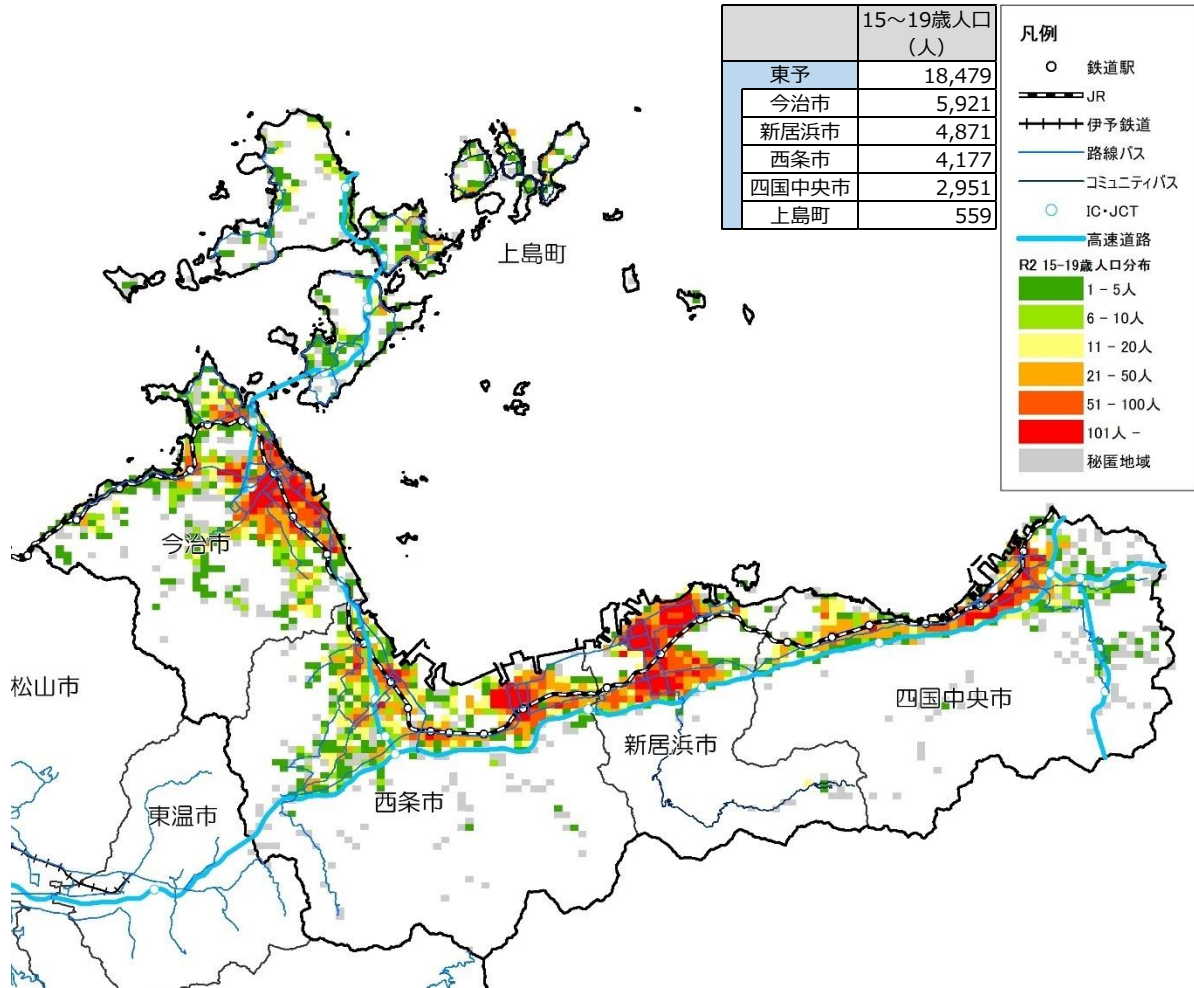 15～19歳人口
（人）
東予 18,479
今治市 5,921
新居浜市 4,871
西条市 4,177
四国中央市 2,951
上島町 559
凡例
鉄道駅
JR
伊予鉄道
路線バス
コミュニティバス
IC・JCT
高速道路
R2 15-19歳人口分布
1 - 5人
6 - 10人
11 - 20人
21 - 50人
51 - 100人
101人 -
秘匿地域
上島町
今治市
松山市
四国中央市
新居浜市
西条市
東温市